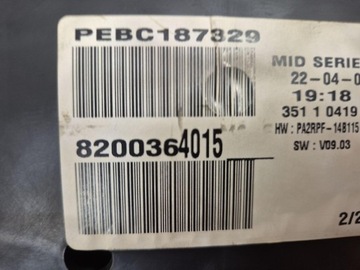 PEBC187329
MID SERIE
22-04-0
19:18
351 1 0419
HW : PA2RPF-14B115
SW : V09.03
8200364015
2/2